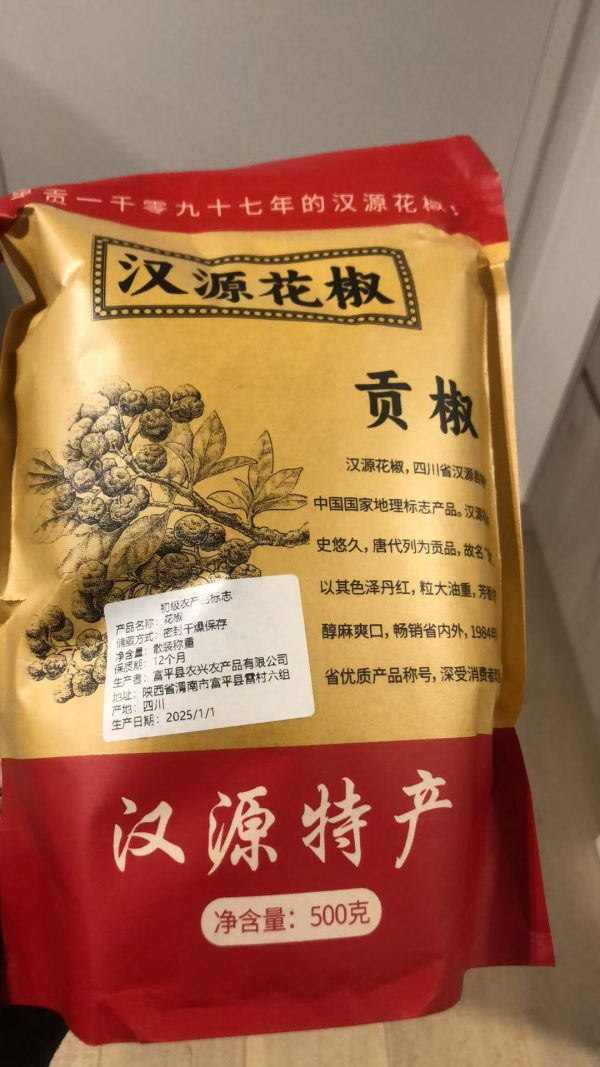 贡一千零九十七年的汉源花椒
汉源花椒
贡椒
汉源花椒，四川省汉源县
中国国家地理标志产品。汉源
史悠久，唐代列为贡品，故名"
以其色泽丹红，粒大油重，芳香
醇麻爽口，畅销省内外，1984
省优质产品称号，深受消费者
初级农产品标志
产品名称：花椒
储藏方式：密封干燥保存
净含量：散装称重
保质期：12个月
生产者：富平县农兴农产品有限公司
地址：陕西省渭南市富平县雷村六组
产地：四川
生产日期：2025/1/1
汉源特产
净含量：500克